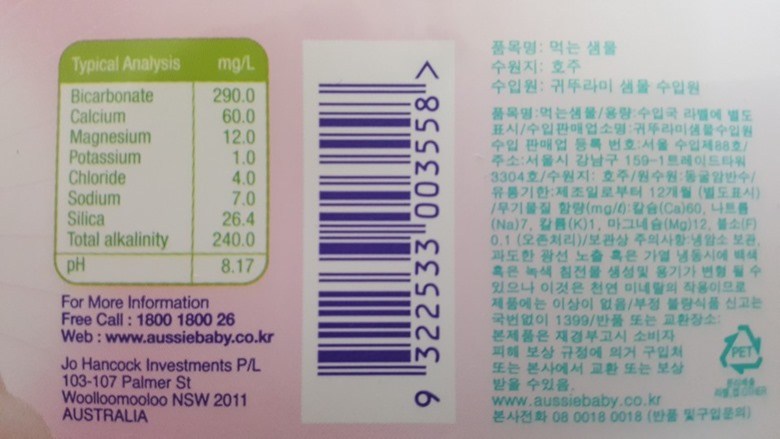 Typical Analysis mg/L
Bicarbonate 290.0
Calcium 60.0
Magnesium 12.0
Potassium 1.0
Chloride 4.0
Sodium 7.0
Silica 26.4
Total alkalinity 240.0
pH 8.17
For More Information
Free Call : 1800 1800 26
Web : www.aussiebaby.co.kr
Jo Hancock Investments P/L
103-107 Palmer St
Woolloomooloo NSW 2011
AUSTRALIA
9 322533 003558 >
품목명: 먹는 샘물
수원지: 호주
수입원: 귀뚜라미 샘물 수입원
품목명:먹는샘물/용량:수입국 라벨에 별도
표시/수입판매업소명:귀뚜라미샘물수입원
수입 판매업 등록 번호:서울 수입제88호/
주소:서울시 강남구 159-1트레이드타워
3304호/수원지: 호주/원수원:동굴암반수/
유통기한:제조일로부터 12개월 (별도표시)
/무기물질 함량(mg/ℓ):칼슘(Ca)60, 나트륨
(Na)7, 칼륨(K)1, 마그네슘(Mg)12, 불소(F)
0.1 (오존처리)/보관상 주의사항:냉암소 보관,
과도한 광선 노출 혹은 가열 냉동시에 백색
혹은 녹색 침전물 생성및 용기가 변형 될 수
있으나 이것은 천연 미네랄의 작용이므로
제품에는 이상이 없음/부정 불량식품 신고는
국번없이 1399/반품 또는 교환장소:
본제품은 재경부고시 소비자
피해 보상 규정에 의거 구입처
또는 본사에서 교환 또는 보상
받을 수있음.
www.aussiebaby.co.kr
본사전화 08 0018 0018 (반품 및구입문의)
PET